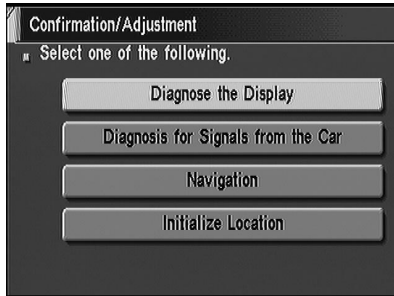 Confirmation/Adjustment
Select one of the following.
Diagnose the Display
Diagnosis for Signals from the Car
Navigation
Initialize Location